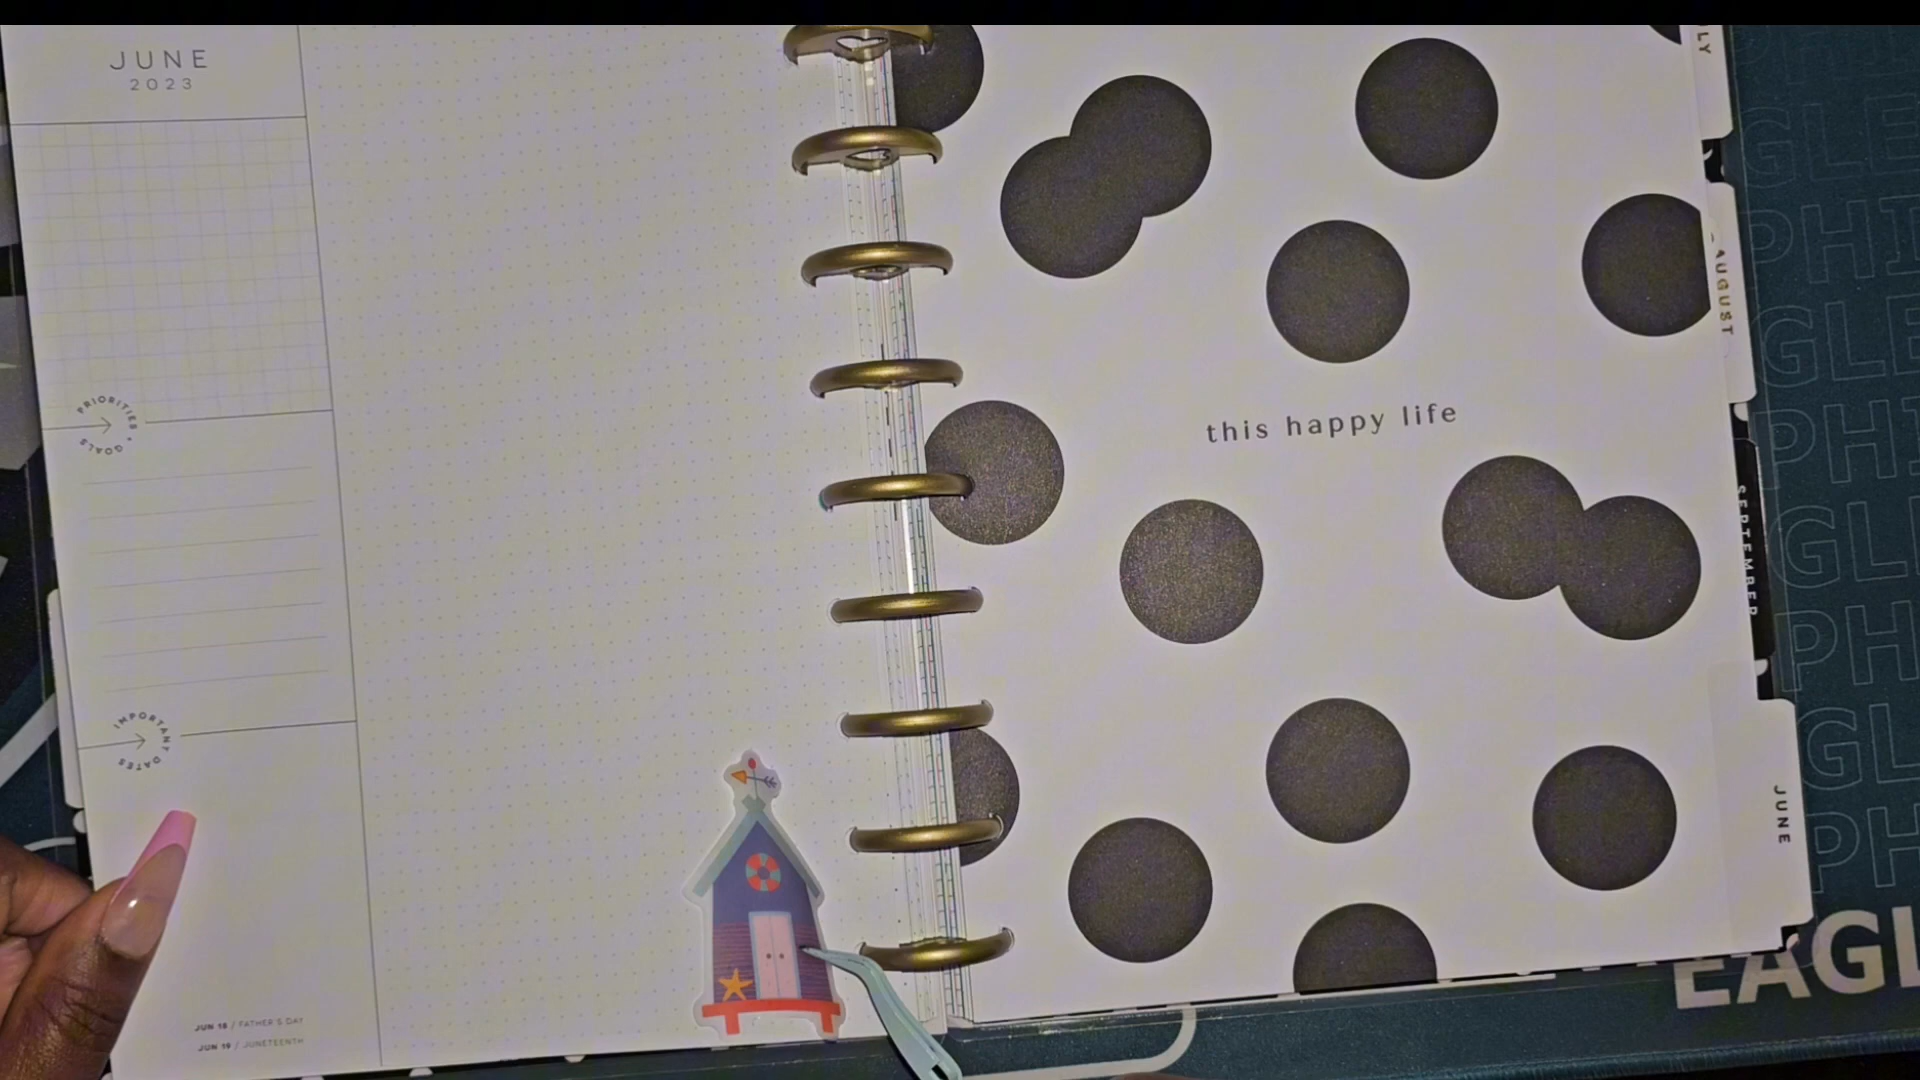 JUNE
2023
PRIORITIES + GOALS
IMPORTANT DATES
JUN 18 / FATHER'S DAY
JUN 19 / JUNETEENTH
this happy life
AUGUST
SEPTEMBER
JUNE
EAGL